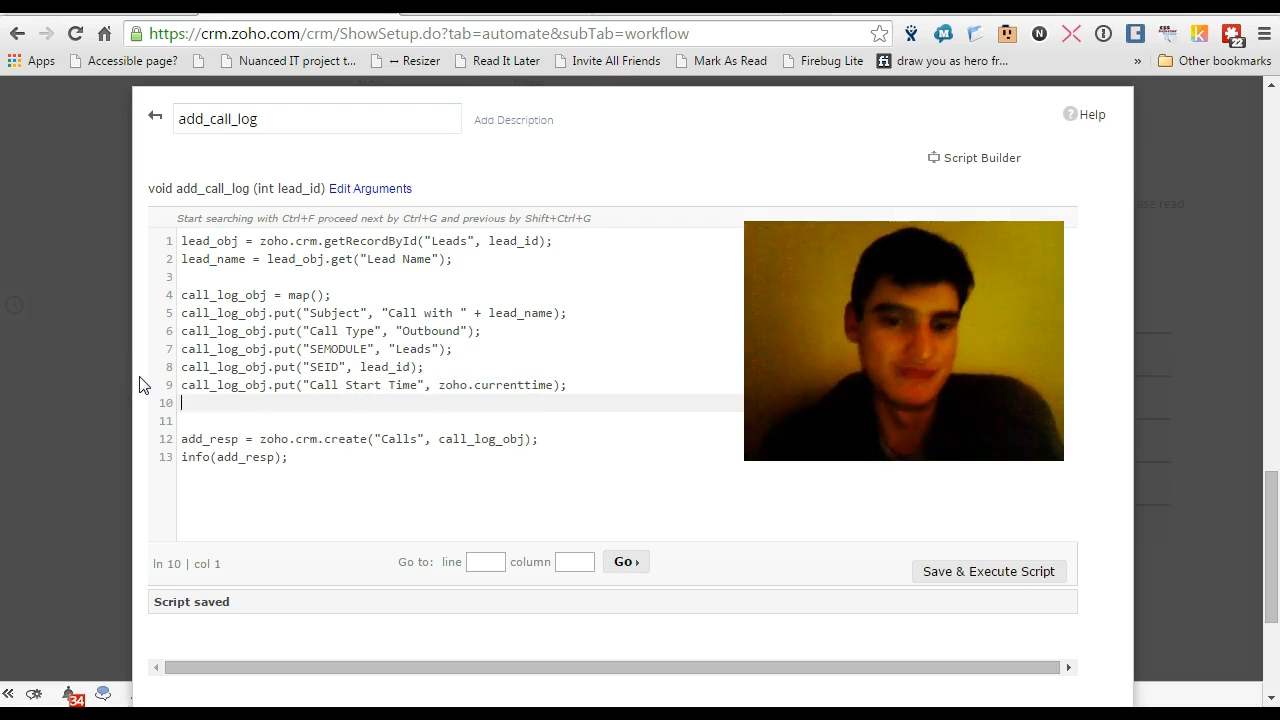 https://crm.zoho.com/crm/ShowSetup.do?tab=automate&subTab=workflow
22
Apps Accessible page? Nuanced IT project t... ↔ Resizer Read It Later Invite All Friends Mark As Read Firebug Lite draw you as hero fr... » Other bookmarks
add_call_log Add Description ? Help
Script Builder
void add_call_log (int lead_id) Edit Arguments
ase read
Start searching with Ctrl+F proceed next by Ctrl+G and previous by Shift+Ctrl+G
1 lead_obj = zoho.crm.getRecordById("Leads", lead_id);
2 lead_name = lead_obj.get("Lead Name");
3
4 call_log_obj = map();
5 call_log_obj.put("Subject", "Call with " + lead_name);
6 call_log_obj.put("Call Type", "Outbound");
7 call_log_obj.put("SEMODULE", "Leads");
8 call_log_obj.put("SEID", lead_id);
9 call_log_obj.put("Call Start Time", zoho.currenttime);
10
11
12 add_resp = zoho.crm.create("Calls", call_log_obj);
13 info(add_resp);
ln 10 | col 1 Go to: line column Go ›
Save & Execute Script
Script saved
34